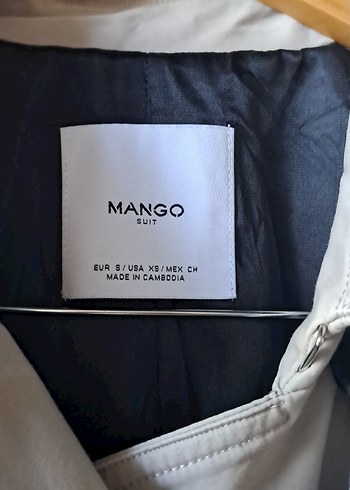 MANGO
SUIT
EUR S / USA XS / MEX CH
MADE IN CAMBODIA